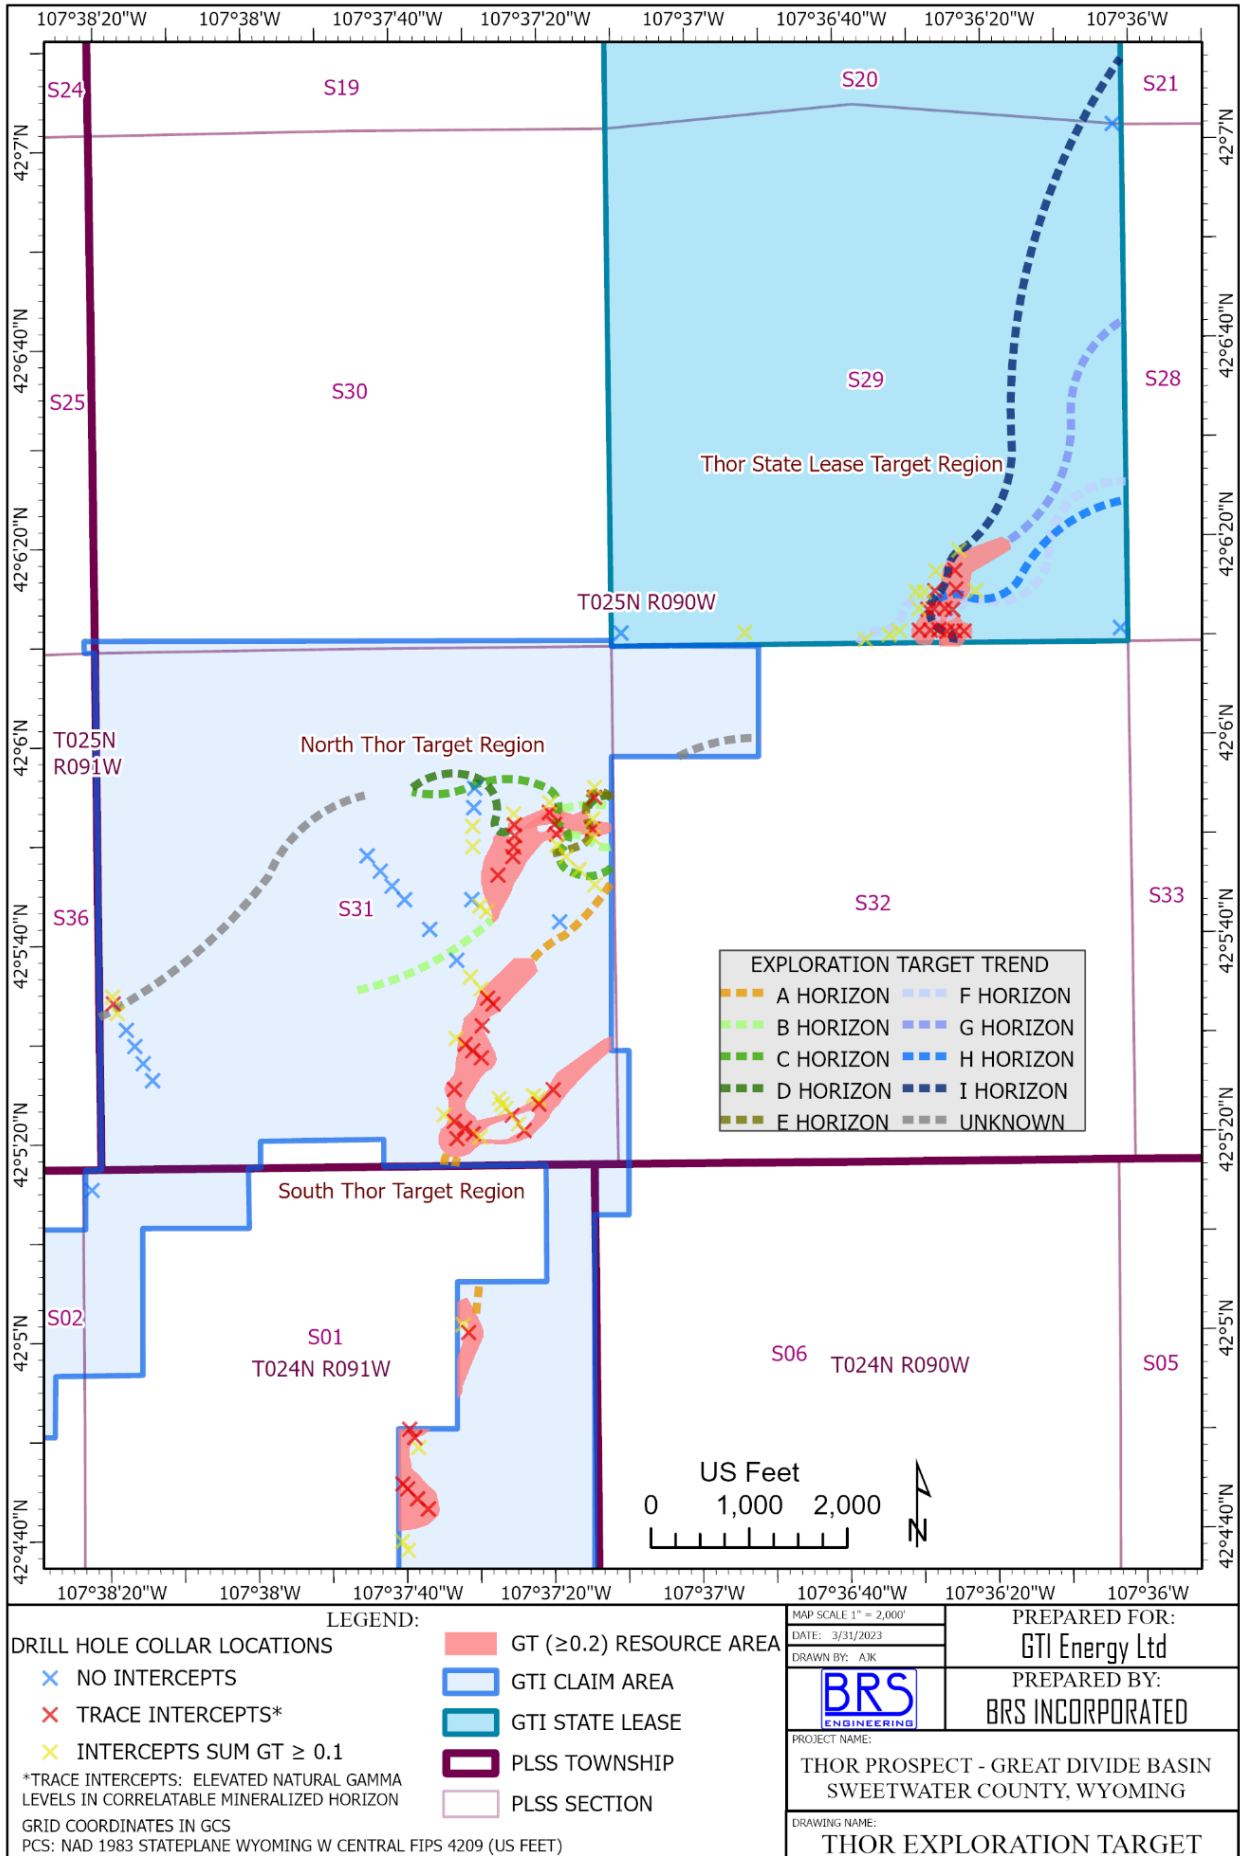 107°38'20"W 107°38'W 107°37'40"W 107°37'20"W 107°37'W 107°36'40"W 107°36'20"W 107°36'W
S24
S19
S20
S21
42°7'N
42°7'N
42°6'40"N
42°6'40"N
S25
S30
S29
S28
Thor State Lease Target Region
42°6'20"N
42°6'20"N
T025N R090W
T025N
R091W
42°6'N
42°6'N
North Thor Target Region
S36
S31
S32
S33
42°5'40"N
42°5'40"N
EXPLORATION TARGET TREND
A HORIZON F HORIZON
B HORIZON G HORIZON
C HORIZON H HORIZON
D HORIZON I HORIZON
E HORIZON UNKNOWN
42°5'20"N
42°5'20"N
South Thor Target Region
S02
S01
T024N R091W
S06
T024N R090W
S05
42°5'N
42°5'N
US Feet
0 1,000 2,000
N
42°4'40"N
42°4'40"N
107°38'20"W 107°38'W 107°37'40"W 107°37'20"W 107°37'W 107°36'40"W 107°36'20"W 107°36'W
LEGEND:
DRILL HOLE COLLAR LOCATIONS
NO INTERCEPTS
TRACE INTERCEPTS*
INTERCEPTS SUM GT ≥ 0.1
*TRACE INTERCEPTS: ELEVATED NATURAL GAMMA
LEVELS IN CORRELATABLE MINERALIZED HORIZON
GRID COORDINATES IN GCS
PCS: NAD 1983 STATEPLANE WYOMING W CENTRAL FIPS 4209 (US FEET)
GT (≥0.2) RESOURCE AREA
GTI CLAIM AREA
GTI STATE LEASE
PLSS TOWNSHIP
PLSS SECTION
MAP SCALE 1" = 2,000'
DATE: 3/31/2023
DRAWN BY: AJK
BRS
ENGINEERING
PREPARED FOR:
GTI Energy Ltd
PREPARED BY:
BRS INCORPORATED
PROJECT NAME:
THOR PROSPECT - GREAT DIVIDE BASIN
SWEETWATER COUNTY, WYOMING
DRAWING NAME:
THOR EXPLORATION TARGET